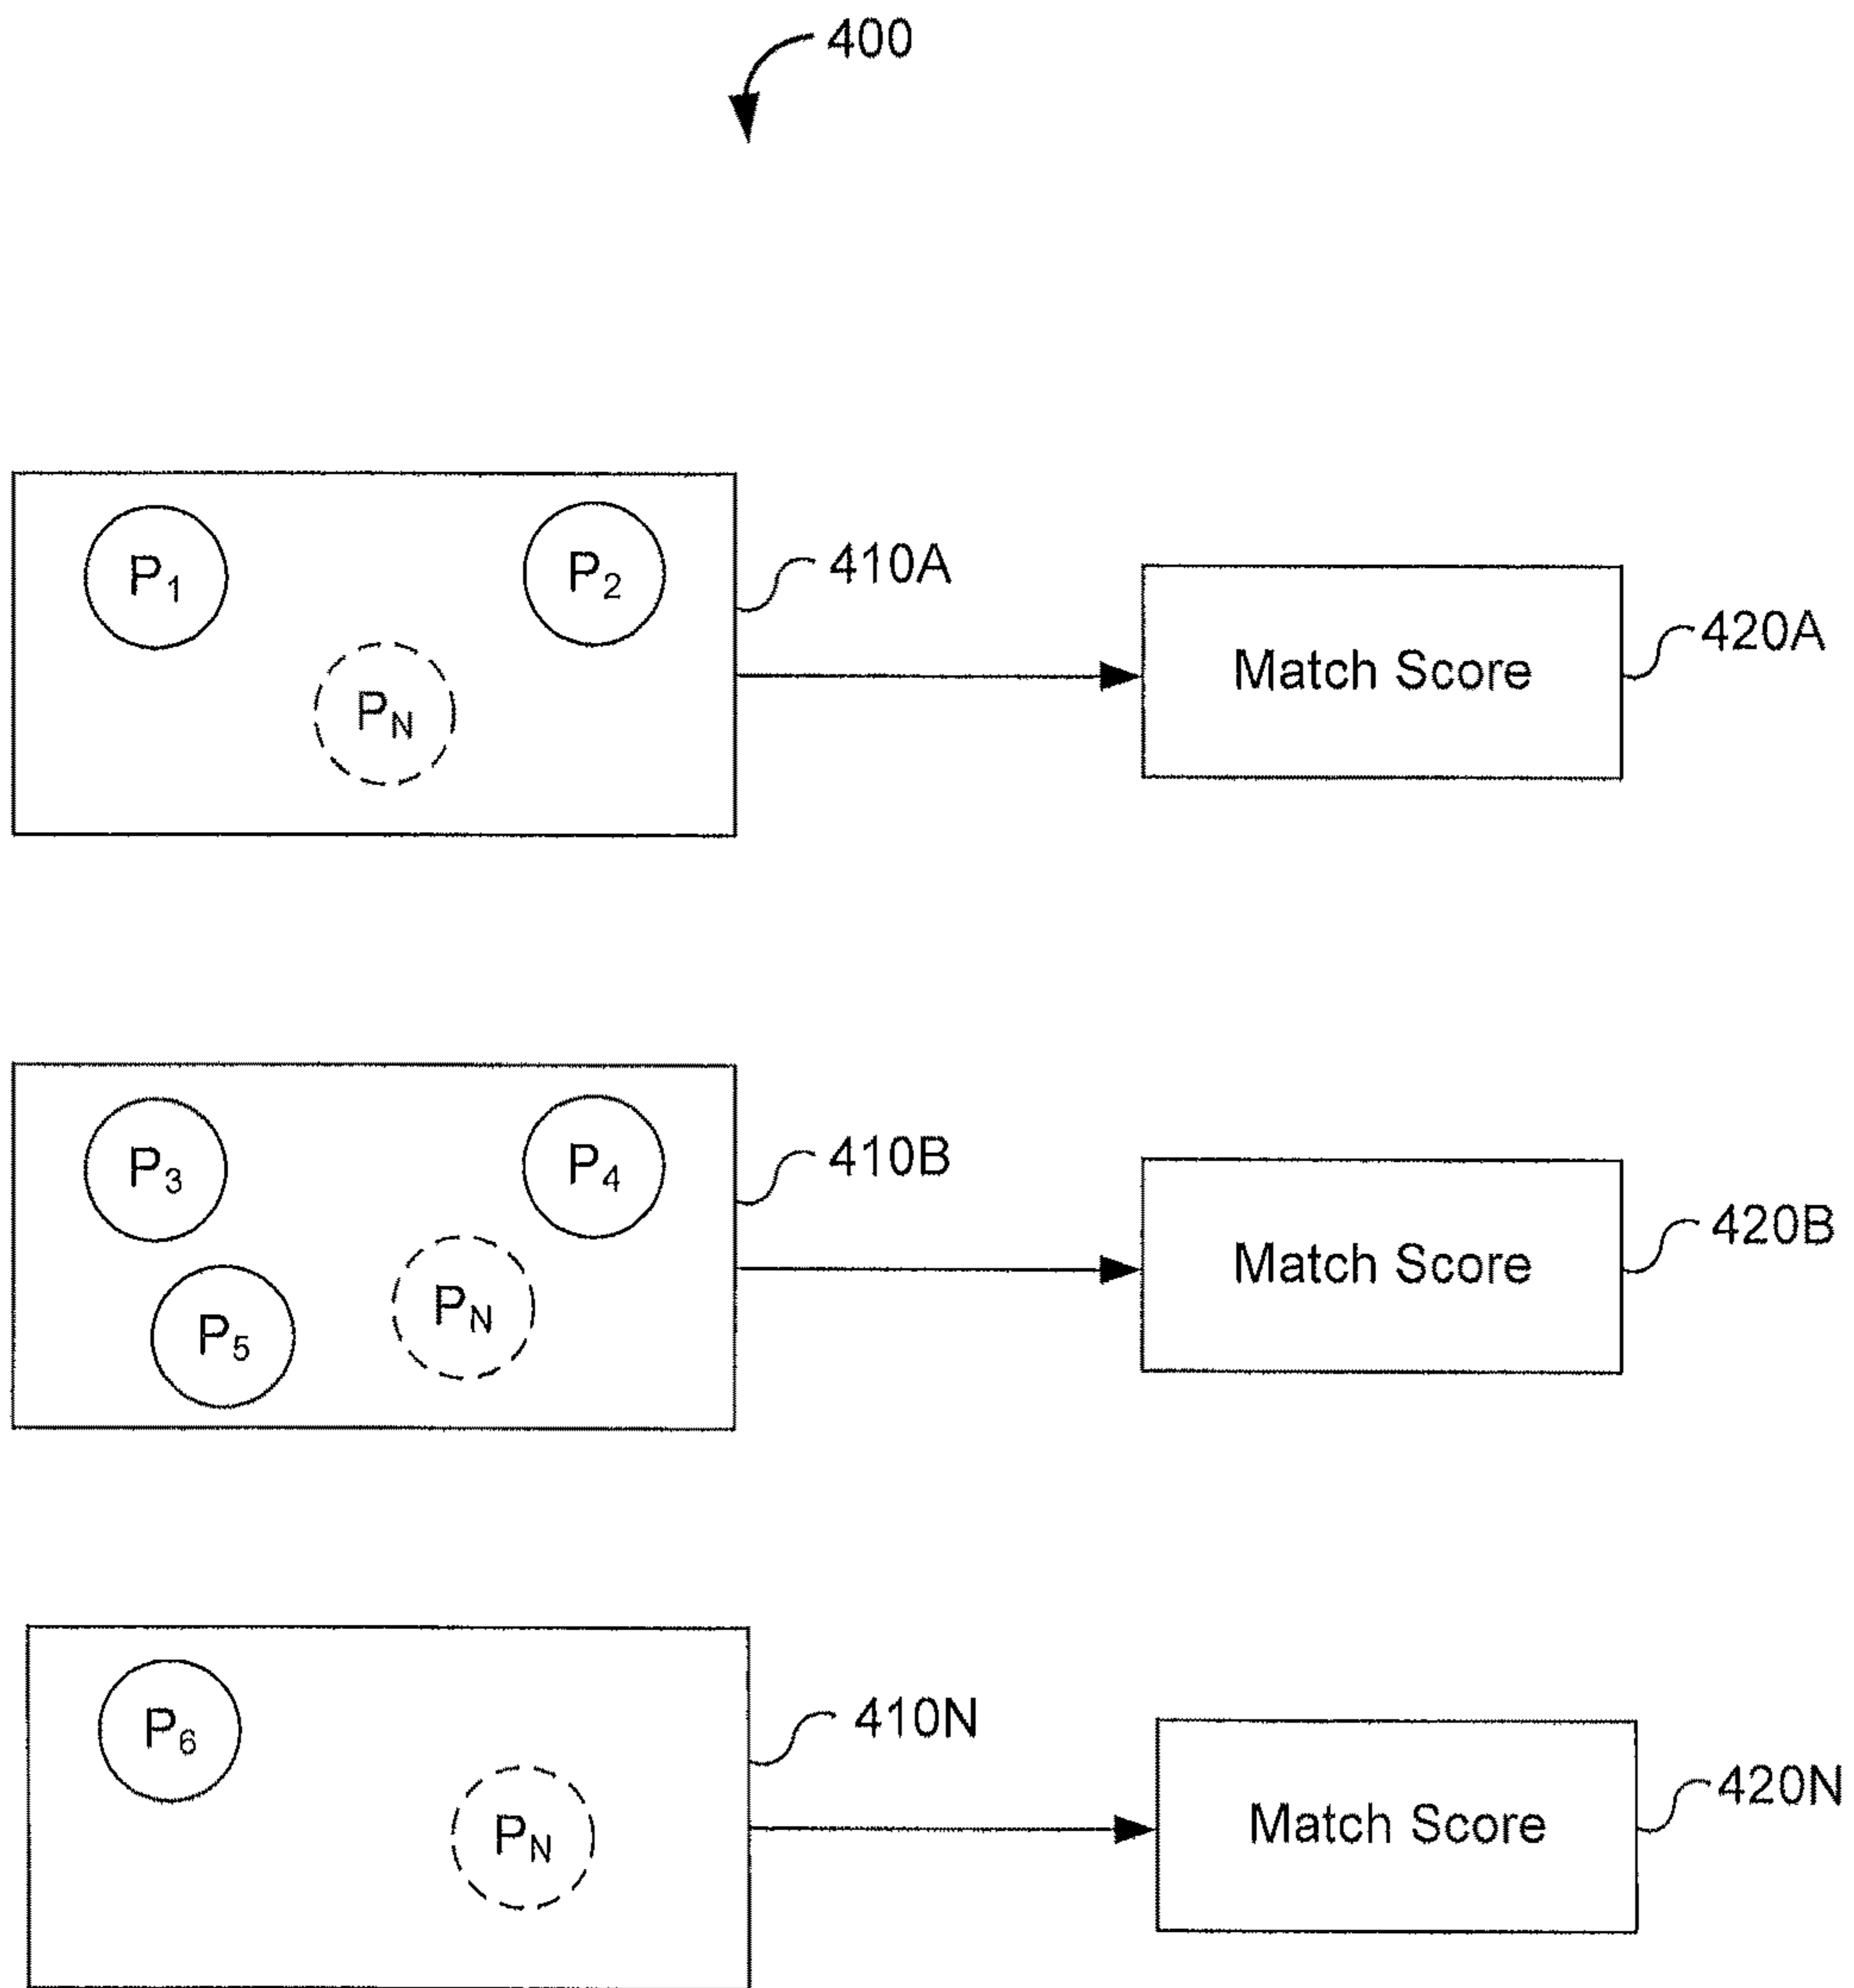 400
P1
P2
410A
PN
Match Score
420A
P3
P4
410B
PN
P5
Match Score
420B
P6
410N
PN
Match Score
420N